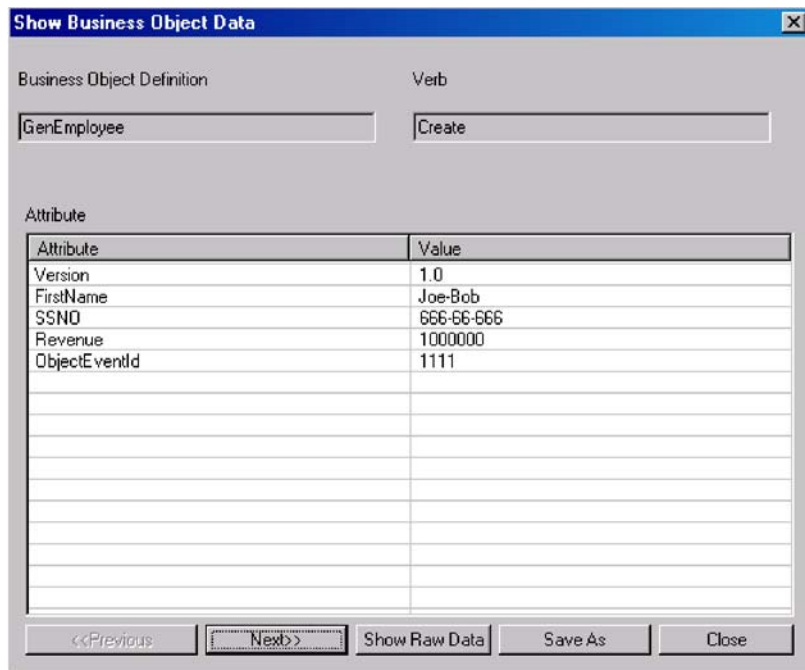 Show Business Object Data
Business Object Definition Verb
GenEmployee Create
Attribute
Attribute Value
Version 1.0
FirstName Joe-Bob
SSNO 666-66-666
Revenue 1000000
ObjectEventId 1111
<<Previous Next>> Show Raw Data Save As Close